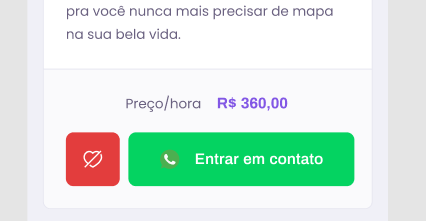 pra você nunca mais precisar de mapa
na sua bela vida.
Preço/hora R$ 360,00
Entrar em contato